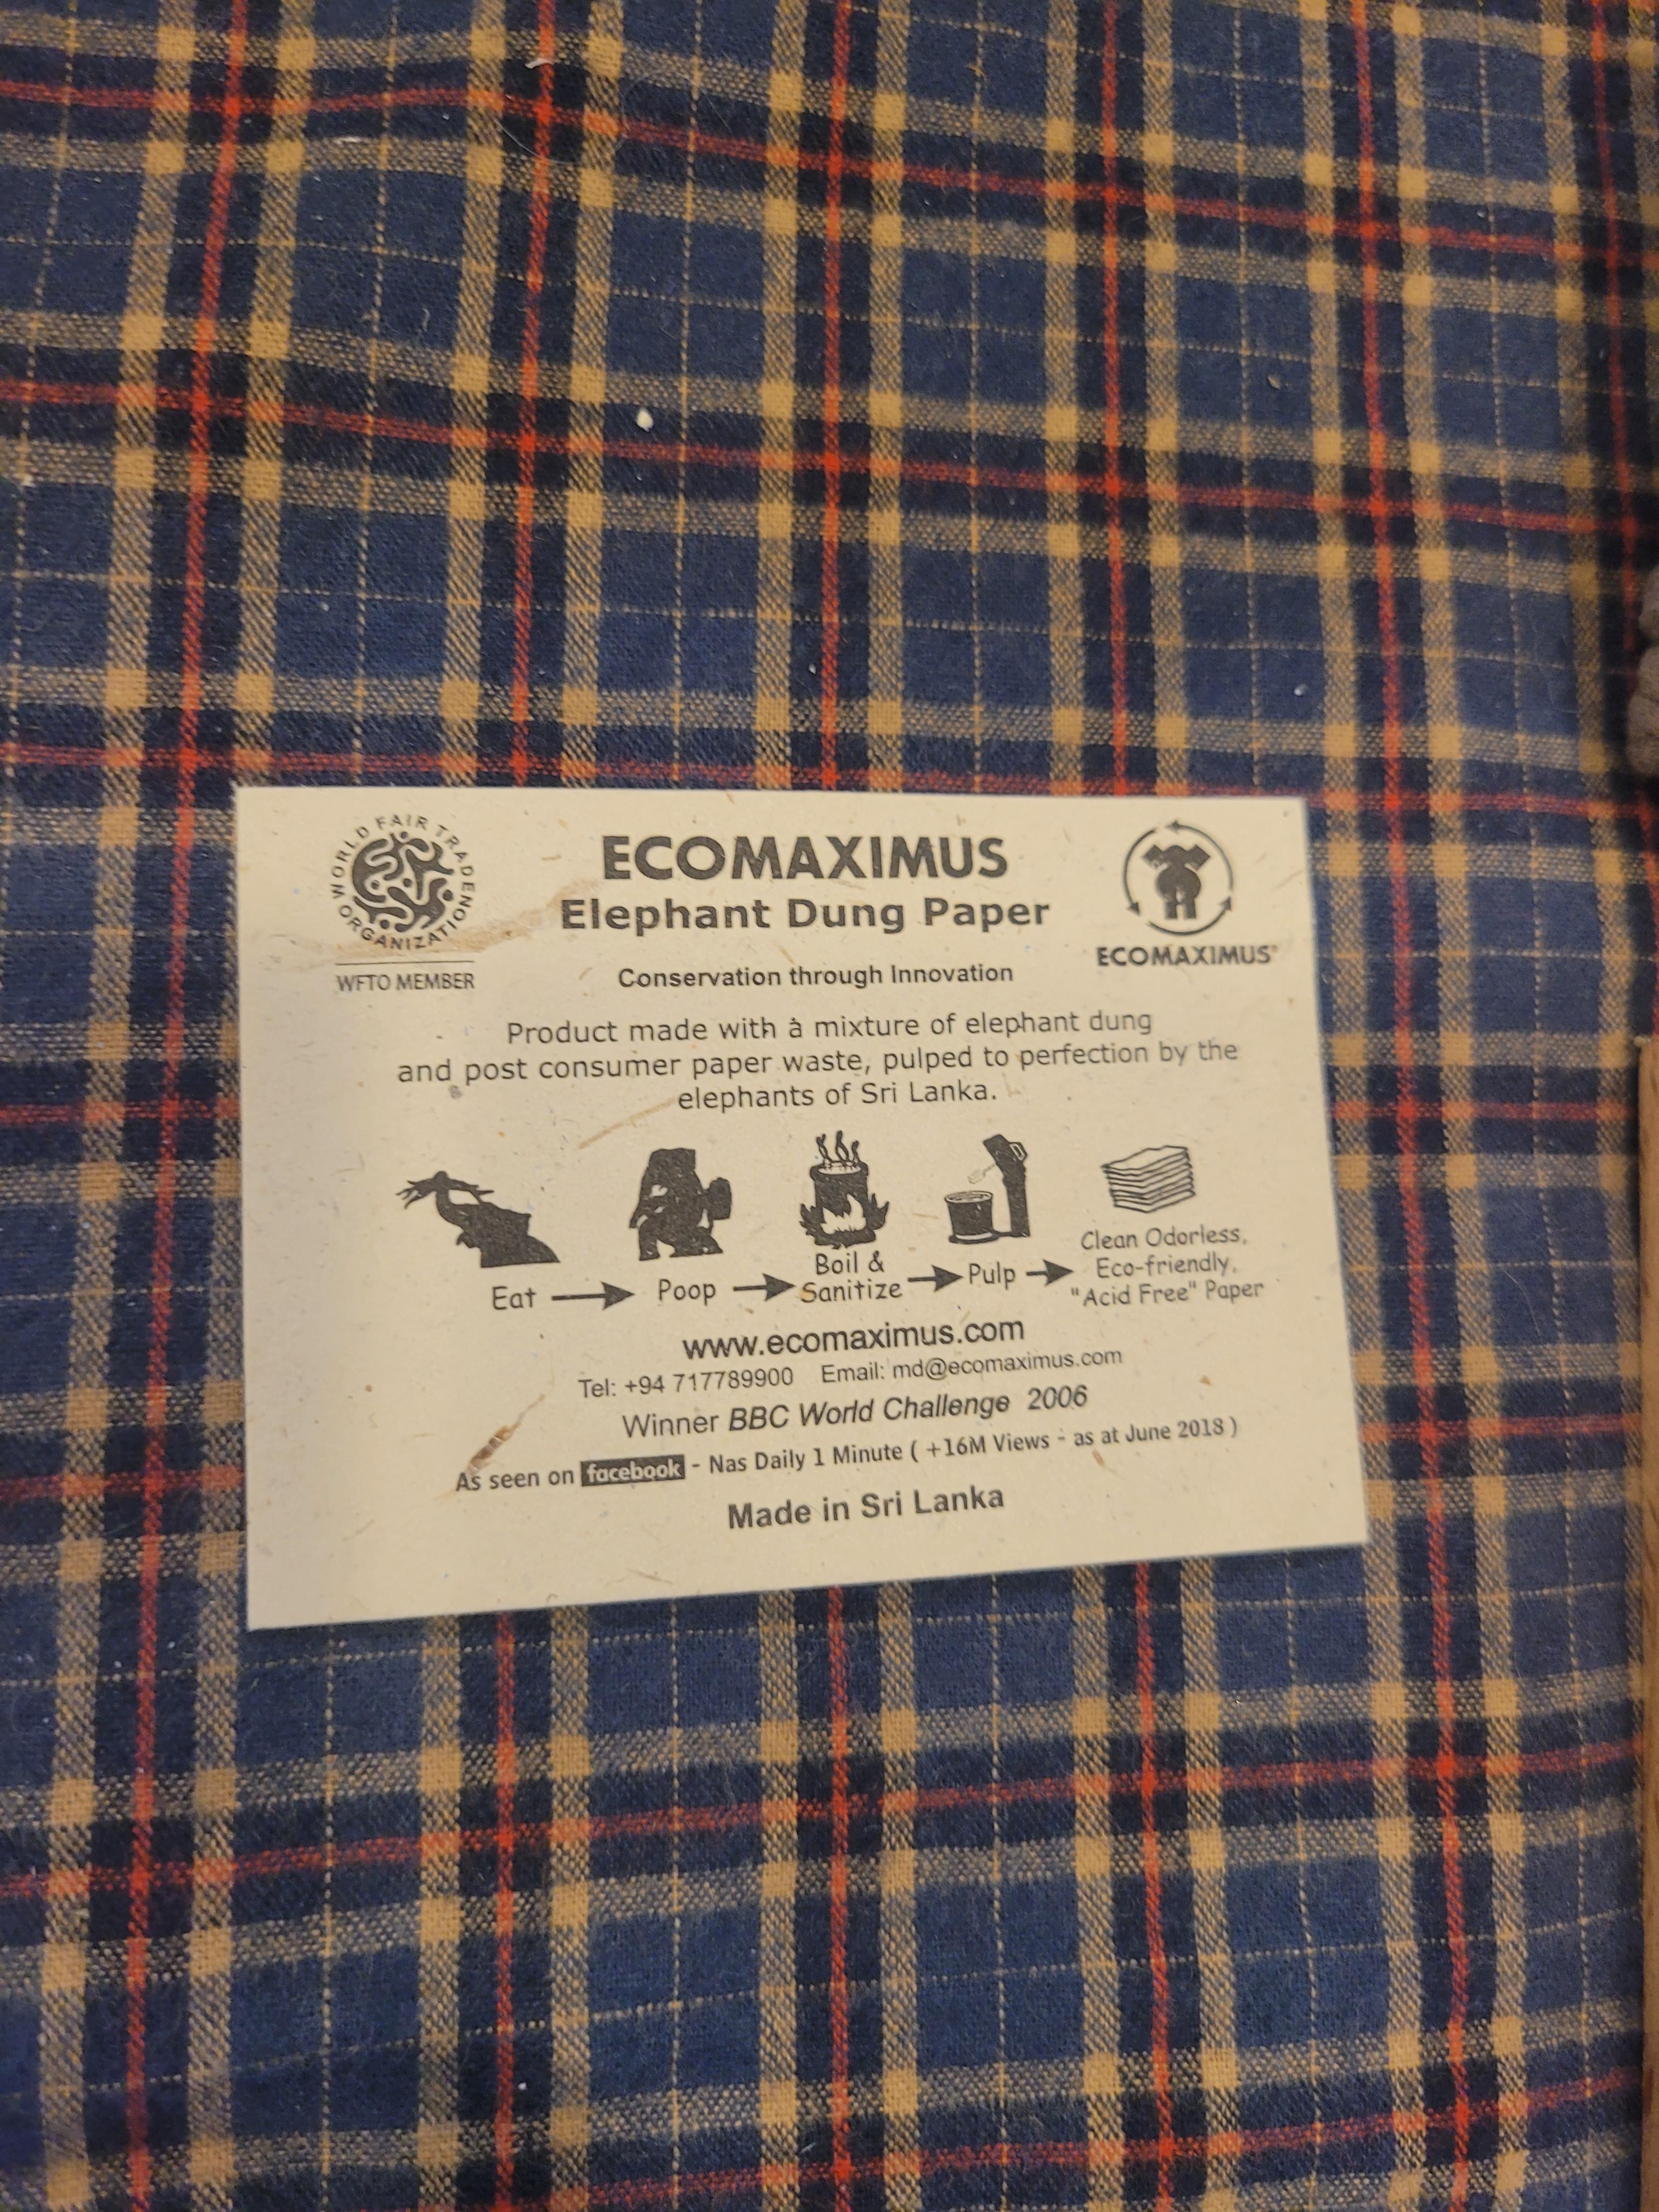 WORLD FAIR TRADE ORGANIZATION
WFTO MEMBER
ECOMAXIMUS
Elephant Dung Paper
ECOMAXIMUS®
Conservation through Innovation
Product made with a mixture of elephant dung
and post consumer paper waste, pulped to perfection by the
elephants of Sri Lanka.
Eat
Poop
Boil &
Sanitize
Pulp
Clean Odorless,
Eco-friendly,
"Acid Free" Paper
www.ecomaximus.com
Tel: +94 717789900 Email: md@ecomaximus.com
Winner BBC World Challenge 2006
As seen on facebook - Nas Daily 1 Minute ( +16M Views - as at June 2018 )
Made in Sri Lanka